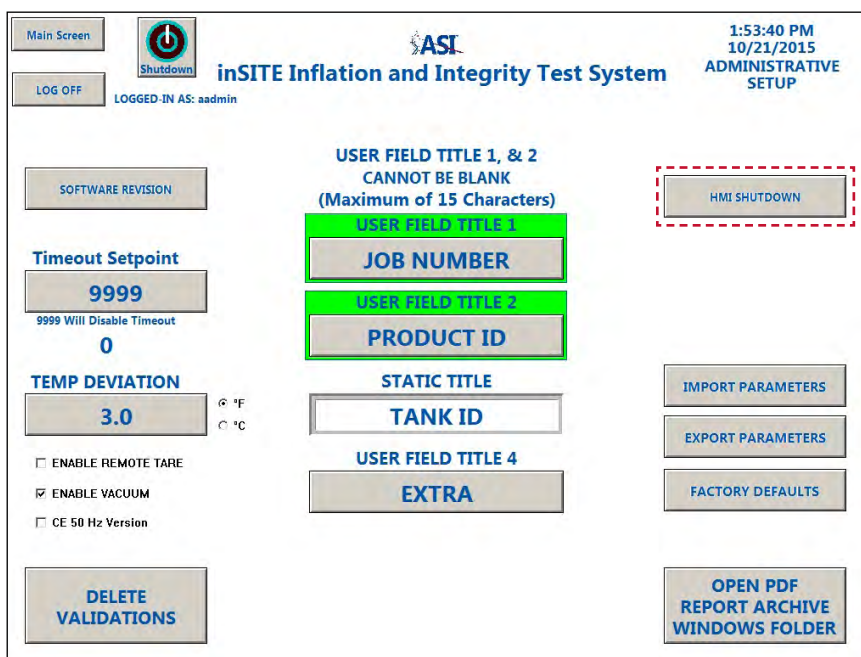 Main Screen
Shutdown
LOG OFF
LOGGED-IN AS: aadmin
ASI
inSITE Inflation and Integrity Test System
1:53:40 PM
10/21/2015
ADMINISTRATIVE
SETUP
SOFTWARE REVISION
Timeout Setpoint
9999
9999 Will Disable Timeout
0
TEMP DEVIATION
3.0
°F
°C
ENABLE REMOTE TARE
ENABLE VACUUM
CE 50 Hz Version
DELETE
VALIDATIONS
USER FIELD TITLE 1, & 2
CANNOT BE BLANK
(Maximum of 15 Characters)
USER FIELD TITLE 1
JOB NUMBER
USER FIELD TITLE 2
PRODUCT ID
STATIC TITLE
TANK ID
USER FIELD TITLE 4
EXTRA
HMI SHUTDOWN
IMPORT PARAMETERS
EXPORT PARAMETERS
FACTORY DEFAULTS
OPEN PDF
REPORT ARCHIVE
WINDOWS FOLDER